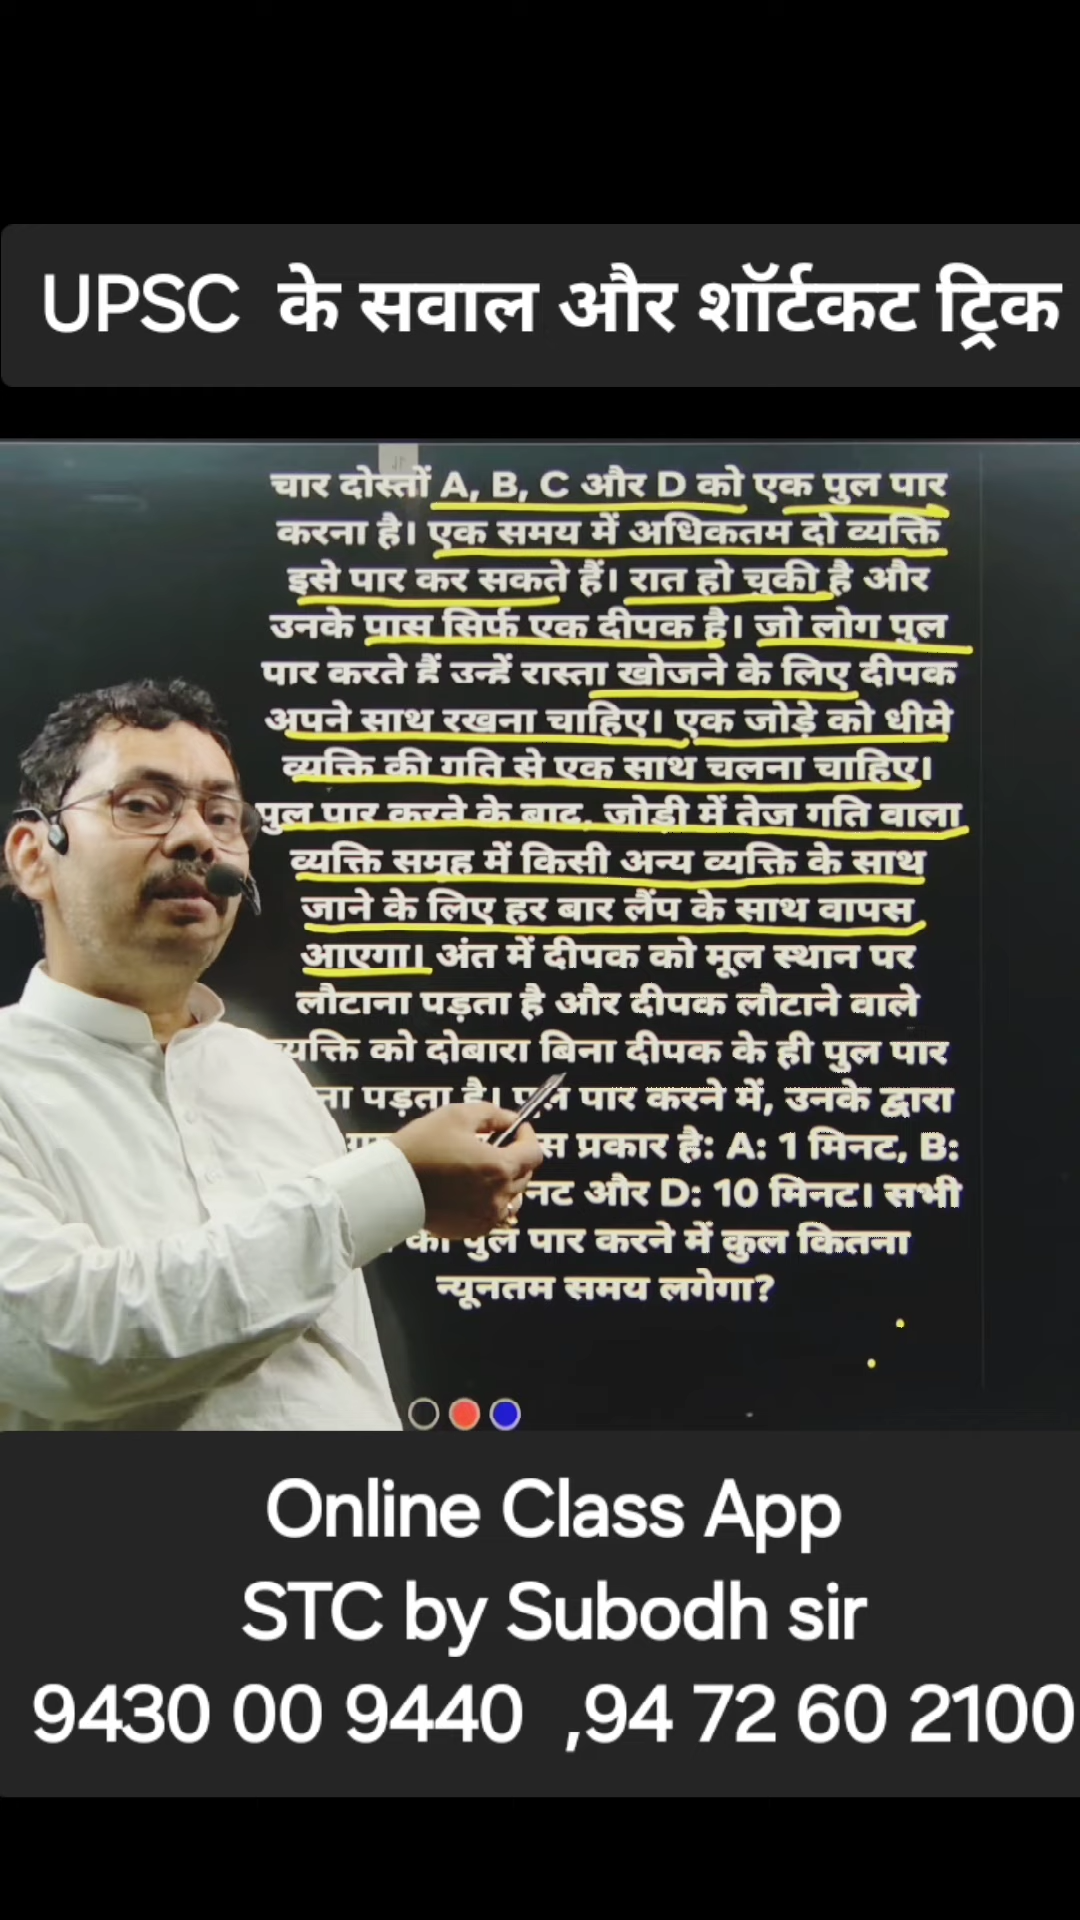 UPSC के सवाल और शॉर्टकट ट्रिक
चार दोस्तों A, B, C और D को एक पुल पार
करना है। एक समय में अधिकतम दो व्यक्ति
इसे पार कर सकते हैं। रात हो चुकी है और
उनके पास सिर्फ एक दीपक है। जो लोग पुल
पार करते हैं उन्हें रास्ता खोजने के लिए दीपक
अपने साथ रखना चाहिए। एक जोड़े को धीमे
व्यक्ति की गति से एक साथ चलना चाहिए।
पुल पार करने के बाद, जोड़ी में तेज गति वाला
व्यक्ति समूह में किसी अन्य व्यक्ति के साथ
जाने के लिए हर बार लैंप के साथ वापस
आएगा। अंत में दीपक को मूल स्थान पर
लौटाना पड़ता है और दीपक लौटाने वाले
व्यक्ति को दोबारा बिना दीपक के ही पुल पार
पड़ता है। पुल पार करने में, उनके द्वारा
प्रकार है: A: 1 मिनट, B:
और D: 10 मिनट। सभी
को पुल पार करने में कुल कितना
न्यूनतम समय लगेगा?
Online Class App
STC by Subodh sir
9430 00 9440 ,94 72 60 2100